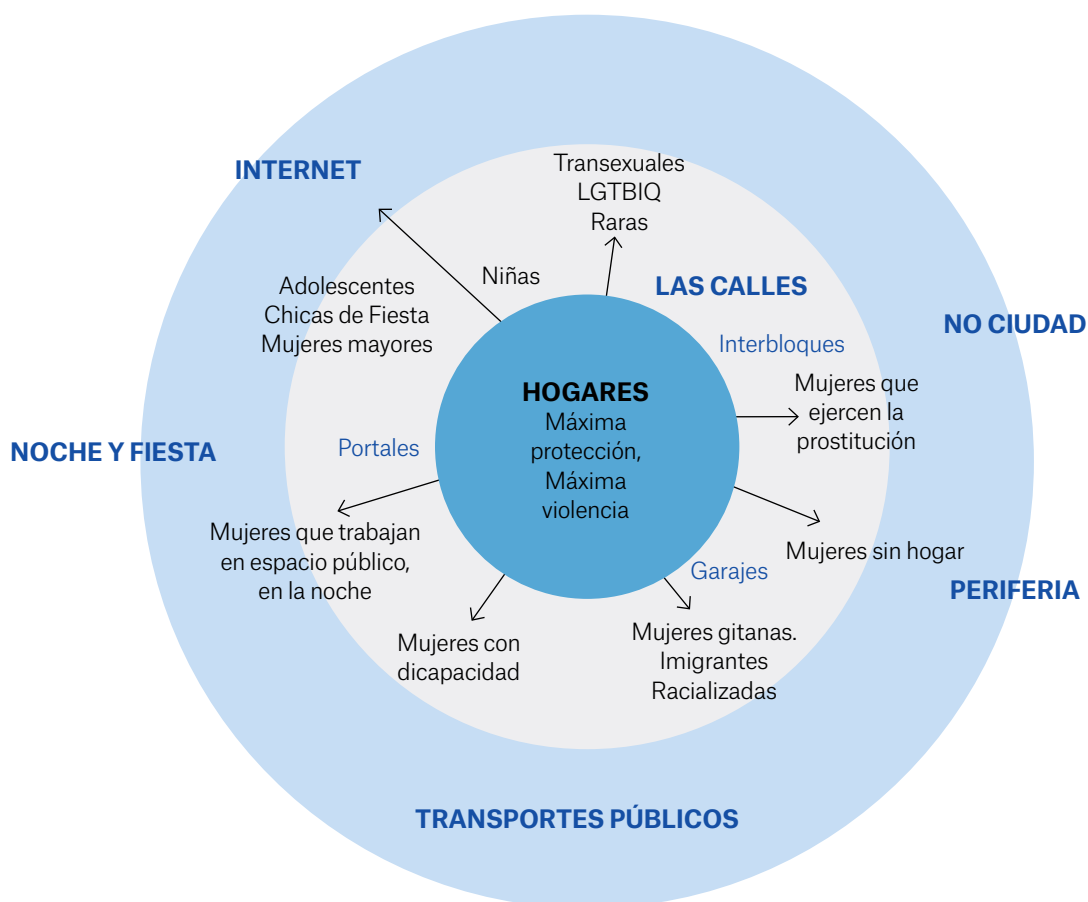 INTERNET
Transexuales
LGTBIQ
Raras
Niñas
LAS CALLES
Adolescentes
Chicas de Fiesta
Mujeres mayores
NO CIUDAD
Interbloques
HOGARES
Máxima
protección,
Máxima
violencia
Mujeres que
ejercen la
prostitución
NOCHE Y FIESTA
Portales
Mujeres que trabajan
en espacio público,
en la noche
Mujeres sin hogar
Garajes
PERIFERIA
Mujeres con
dicapacidad
Mujeres gitanas.
Imigrantes
Racializadas
TRANSPORTES PÚBLICOS